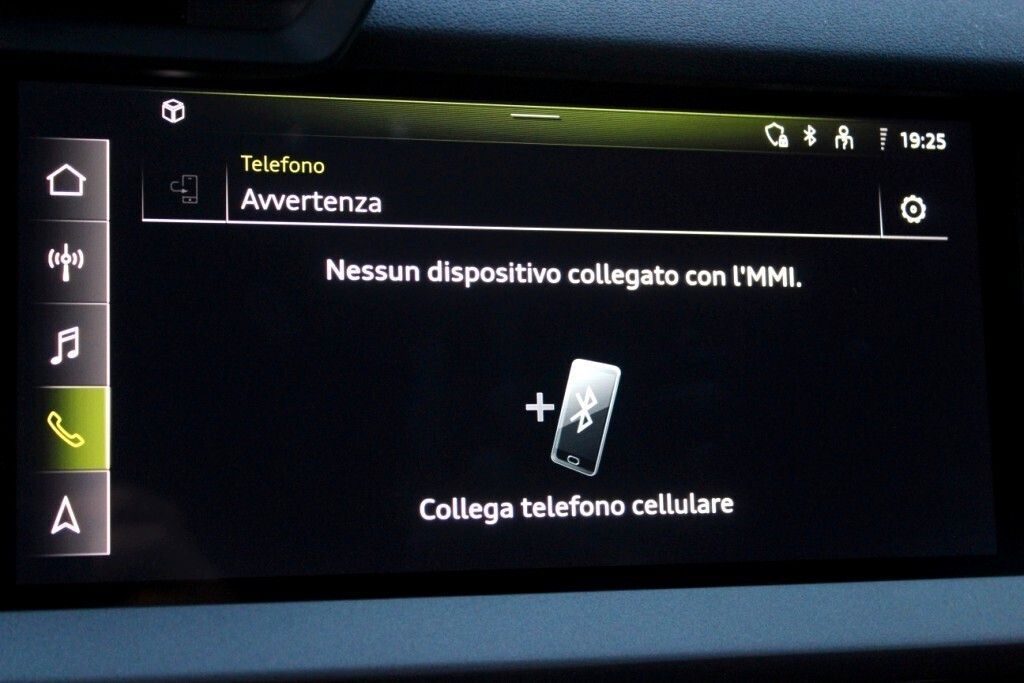 19:25
Telefono
Avvertenza
Nessun dispositivo collegato con l'MMI.
Collega telefono cellulare